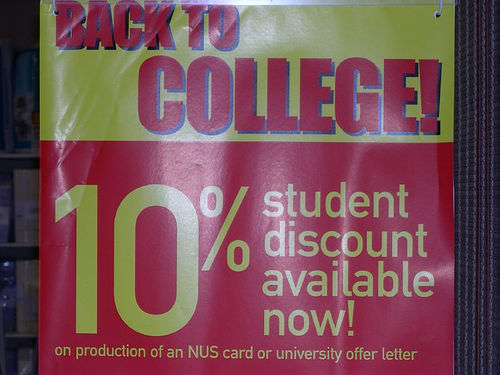 BACK TO
COLLEGE!
10% student
discount
available
now!
on production of an NUS card or university offer letter